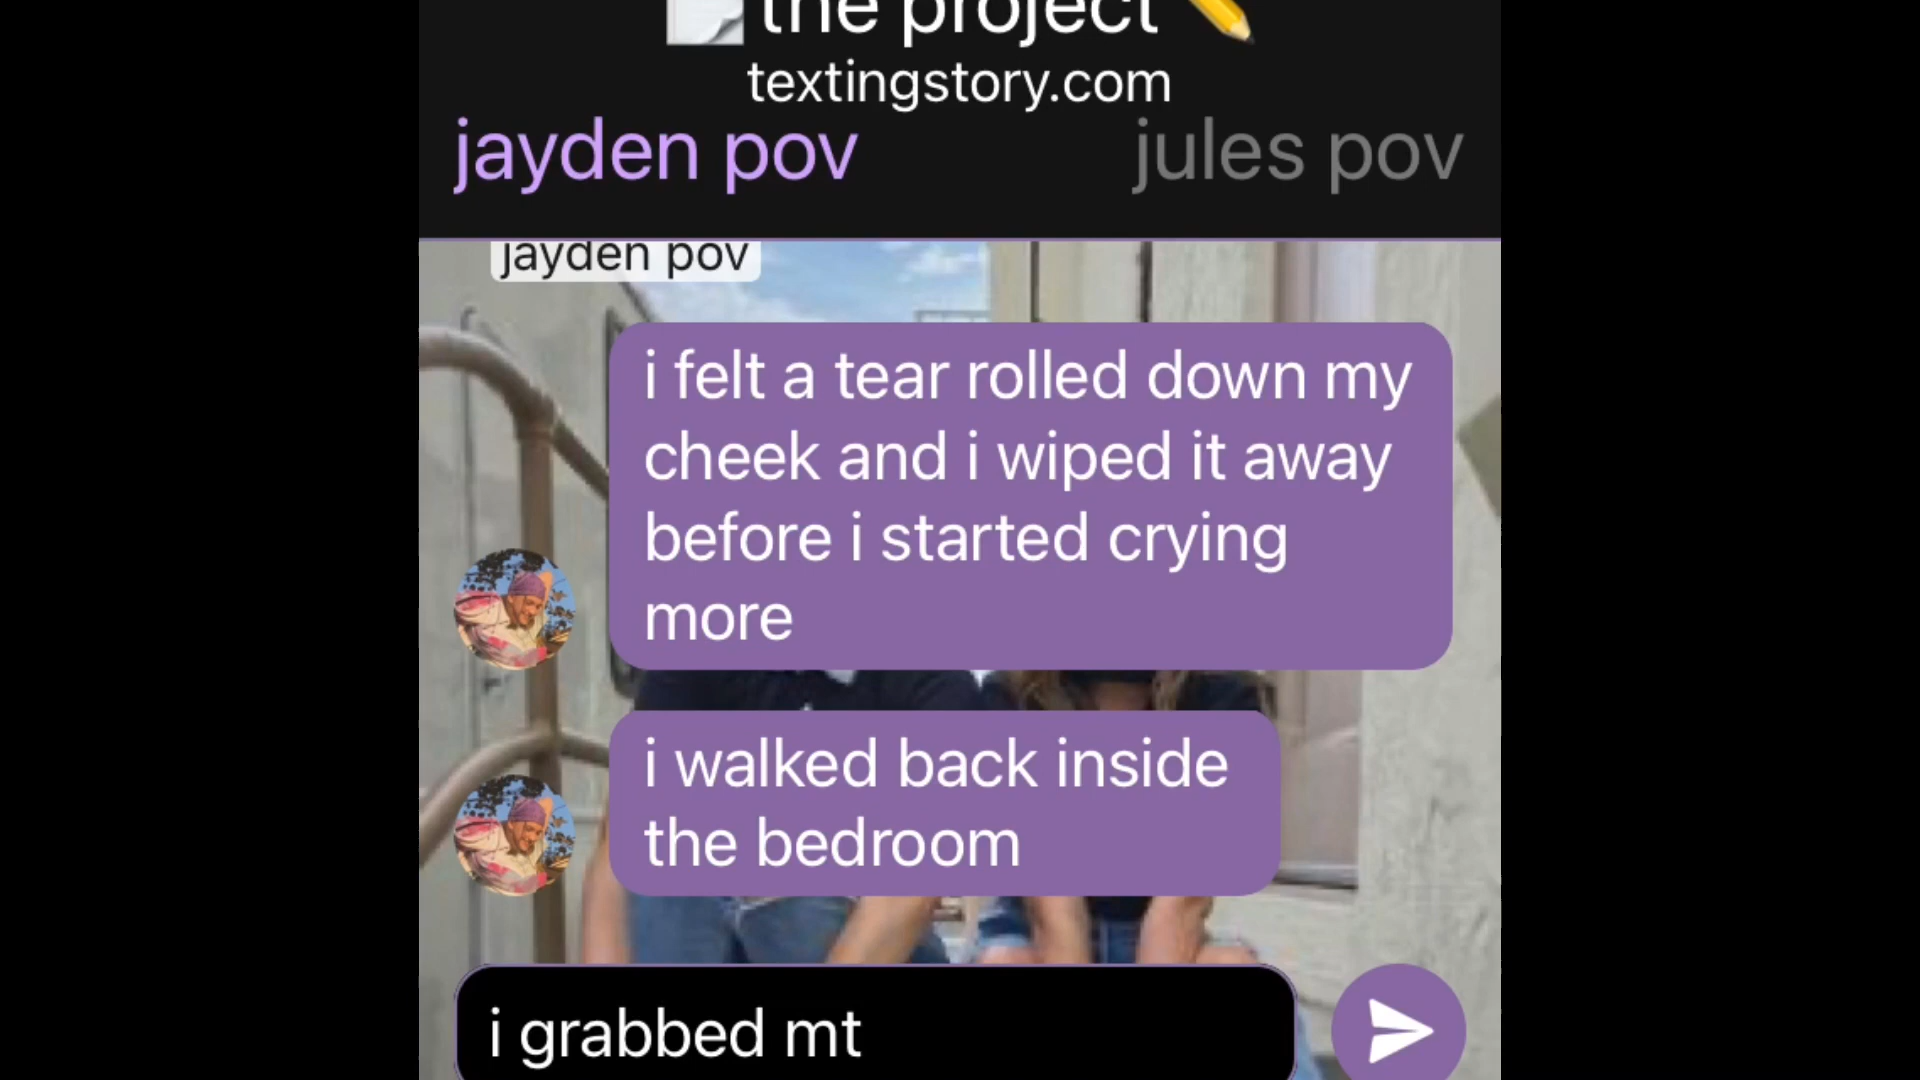 the project
textingstory.com
jayden pov
jules pov
jayden pov
i felt a tear rolled down my
cheek and i wiped it away
before i started crying
more
i walked back inside
the bedroom
i grabbed mt